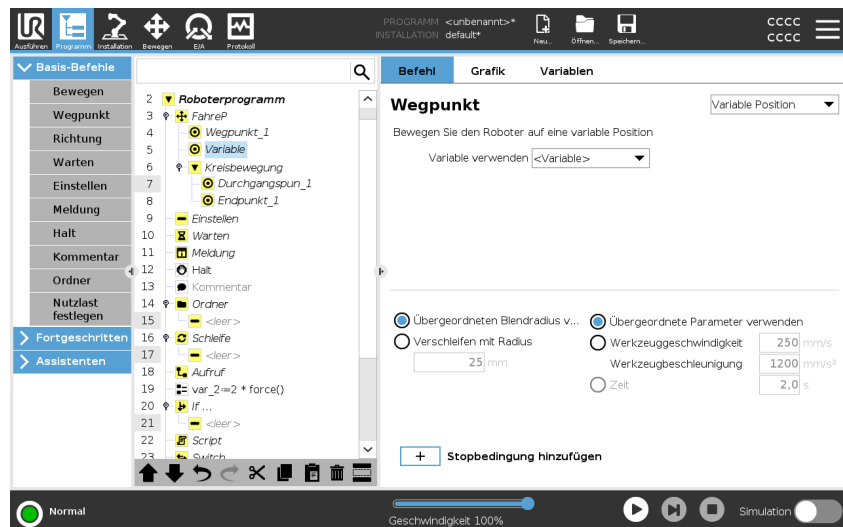 PROGRAMM <unbenannt>*
INSTALLATION default*
Ausführen
Programm
Installation
Bewegen
E/A
Protokoll
Neu...
Öffnen...
Speichern...
CCCC
CCCC
Basis-Befehle
Bewegen
Wegpunkt
Richtung
Warten
Einstellen
Meldung
Halt
Kommentar
Ordner
Nutzlast
festlegen
Fortgeschritten
Assistenten
2 Roboterprogramm
3 FahreP
4 Wegpunkt_1
5 Variable
6 Kreisbewegung
7 Durchgangspun_1
8 Endpunkt_1
9 Einstellen
10 Warten
11 Meldung
12 Halt
13 Kommentar
14 Ordner
15 <leer>
16 Schleife
17 <leer>
18 Aufruf
19 var_2:=2 * force()
20 If ...
21 <leer>
22 Script
23 Switch
Befehl Grafik Variablen
Wegpunkt
Variable Position
Bewegen Sie den Roboter auf eine variable Position
Variable verwenden <Variable>
Übergeordneten Blendradius v...
Verschleifen mit Radius
25 mm
Übergeordnete Parameter verwenden
Werkzeuggeschwindigkeit 250 mm/s
Werkzeugbeschleunigung 1200 mm/s²
Zeit 2,0 s
+ Stopbedingung hinzufügen
Normal
Geschwindigkeit 100%
Simulation